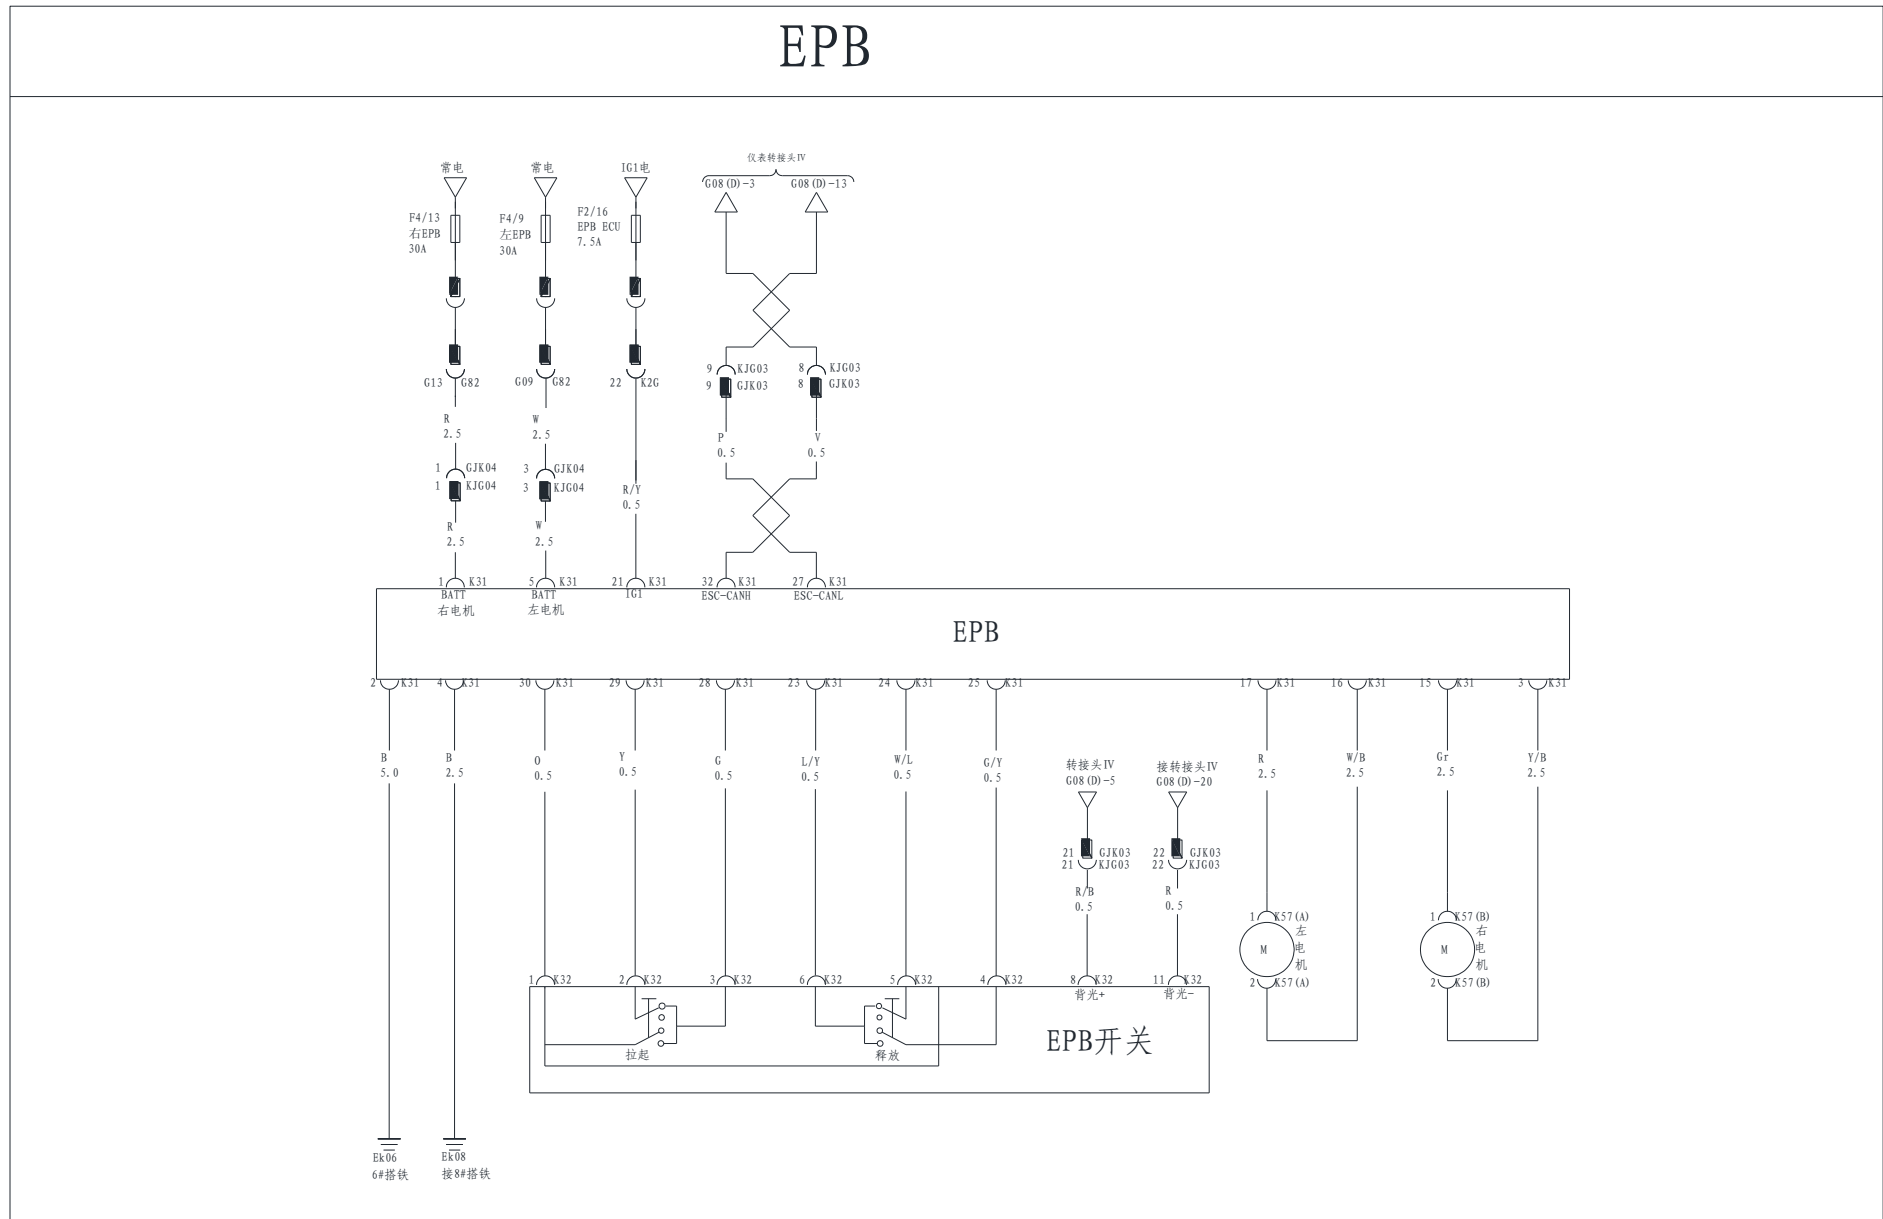 EPB
常电
常电
IG1电
仪表转接头IV
G08(D)-3
G08(D)-13
F4/13
右EPB
30A
F4/9
左EPB
30A
F2/16
EPB ECU
7.5A
G13 G82
G09 G82
22 K2G
9 KJG03
9 GJK03
8 KJG03
8 GJK03
R
2.5
W
2.5
P
0.5
V
0.5
1 GJK04
1 KJG04
3 GJK04
3 KJG04
R/Y
0.5
R
2.5
W
2.5
1 K31
BATT
右电机
5 K31
BATT
左电机
21 K31
IG1
32 K31
ESC-CANH
27 K31
ESC-CANL
EPB
2 K31
4 K31
30 K31
29 K31
28 K31
23 K31
24 K31
25 K31
17 K31
16 K31
15 K31
3 K31
B
5.0
B
2.5
O
0.5
Y
0.5
G
0.5
L/Y
0.5
W/L
0.5
G/Y
0.5
转接头IV
G08(D)-5
接转接头IV
G08(D)-20
R
2.5
W/B
2.5
Gr
2.5
Y/B
2.5
21 GJK03
21 KJG03
22 GJK03
22 KJG03
R/B
0.5
R
0.5
1 K57(A)
M
左电机
2 K57(A)
1 K57(B)
M
右电机
2 K57(B)
1 K32
2 K32
3 K32
6 K32
5 K32
4 K32
8 K32
背光+
11 K32
背光-
拉起
释放
EPB开关
Ek06
6#搭铁
Ek08
接8#搭铁